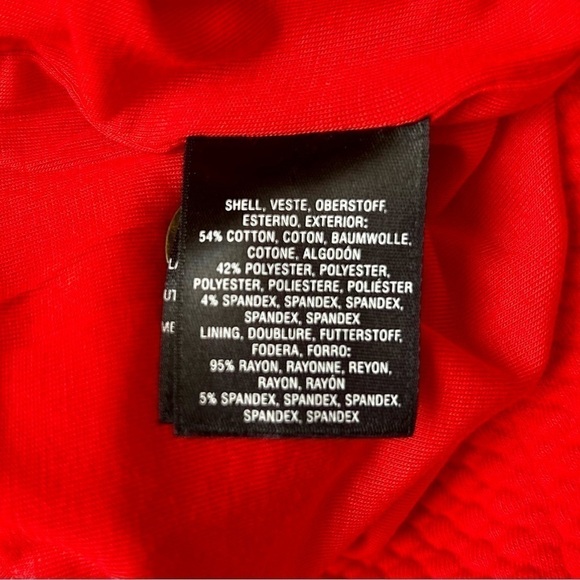 SHELL, VESTE, OBERSTOFF,
ESTERNO, EXTERIOR:
54% COTTON, COTON, BAUMWOLLE,
COTONE, ALGODÓN
42% POLYESTER, POLYESTER,
POLYESTER, POLIESTERE, POLIÉSTER
4% SPANDEX, SPANDEX, SPANDEX,
SPANDEX, SPANDEX
LINING, DOUBLURE, FUTTERSTOFF,
FODERA, FORRO:
95% RAYON, RAYONNE, REYON,
RAYON, RAYÓN
5% SPANDEX, SPANDEX, SPANDEX,
SPANDEX, SPANDEX